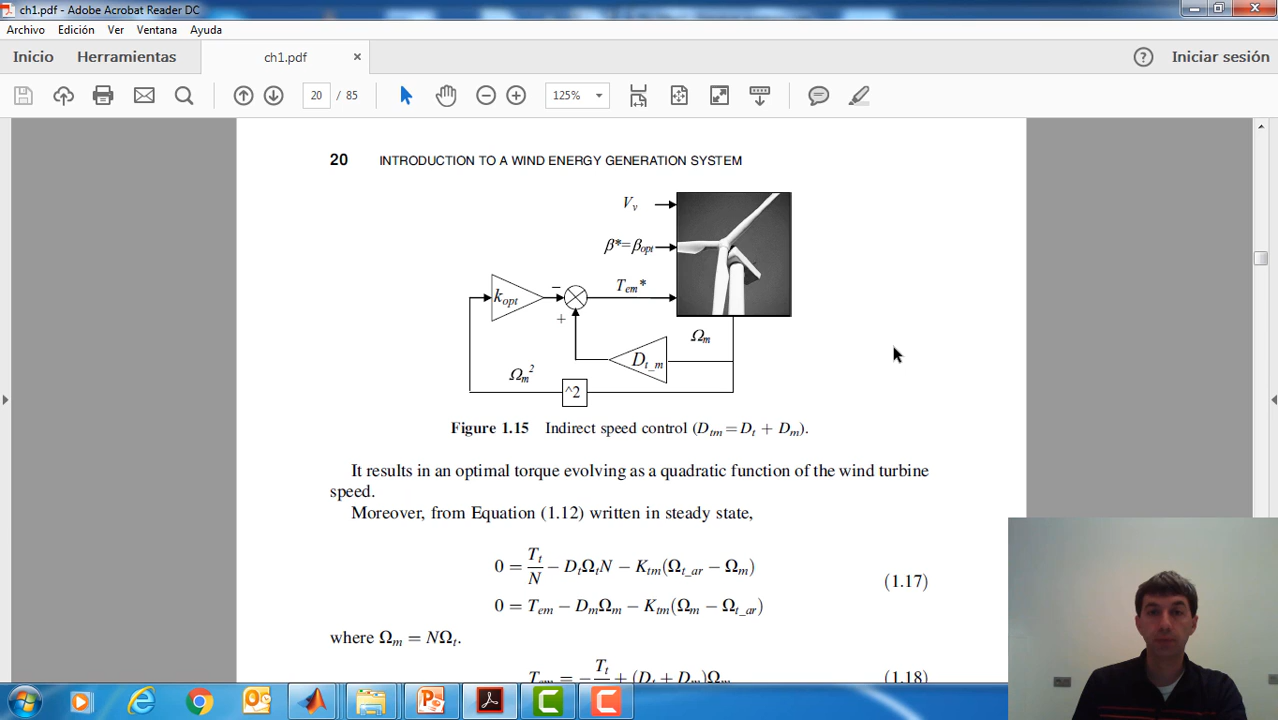 ch1.pdf - Adobe Acrobat Reader DC
Archivo Edición Ver Ventana Ayuda
Inicio Herramientas ch1.pdf × ? Iniciar sesión
20 / 85 125%
20 INTRODUCTION TO A WIND ENERGY GENERATION SYSTEM
V_v
β*=β_opt
k_opt − T_em*
+ Ω_m
D_t_m
Ω_m^2 ^2
Figure 1.15 Indirect speed control (D_tm = D_t + D_m).
It results in an optimal torque evolving as a quadratic function of the wind turbine
speed.
Moreover, from Equation (1.12) written in steady state,
0 = T_t/N − D_tΩ_tN − K_tm(Ω_t_ar − Ω_m)
(1.17)
0 = T_em − D_mΩ_m − K_tm(Ω_m − Ω_t_ar)
where Ω_m = NΩ_t.
(1.18)